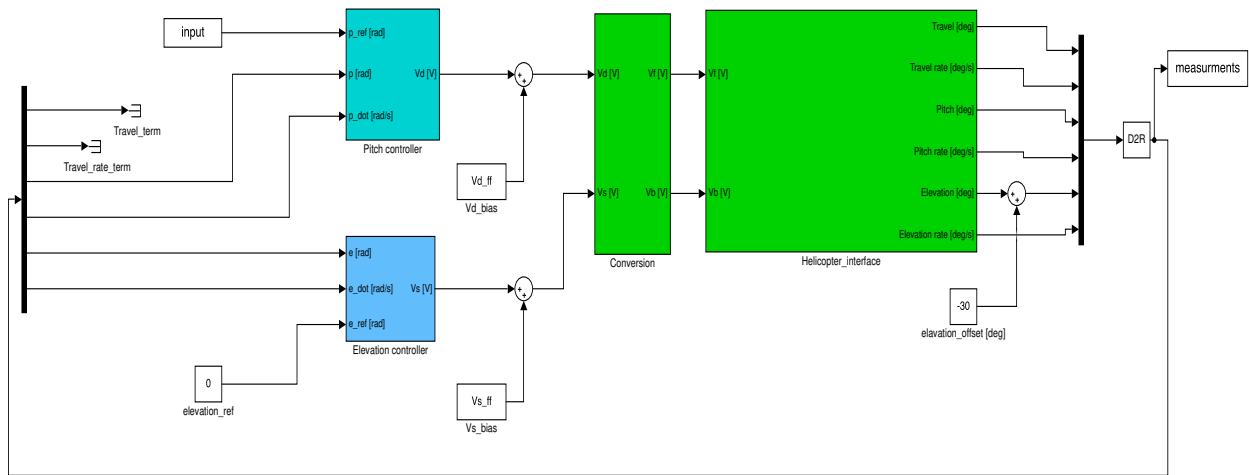 input
p_ref [rad]
p [rad]
Vd [V]
p_dot [rad/s]
Pitch controller
Travel_term
Travel_rate_term
+
+
Vd_ff
Vd_bias
e [rad]
e_dot [rad/s]
Vs [V]
e_ref [rad]
Elevation controller
0
elevation_ref
+
+
Vs_ff
Vs_bias
Vd [V]
Vf [V]
Vs [V]
Vb [V]
Conversion
Vf [V]
Vb [V]
Travel [deg]
Travel rate [deg/s]
Pitch [deg]
Pitch rate [deg/s]
Elevation [deg]
Elevation rate [deg/s]
Helicopter_interface
+
+
-30
elavation_offset [deg]
D2R
measurments